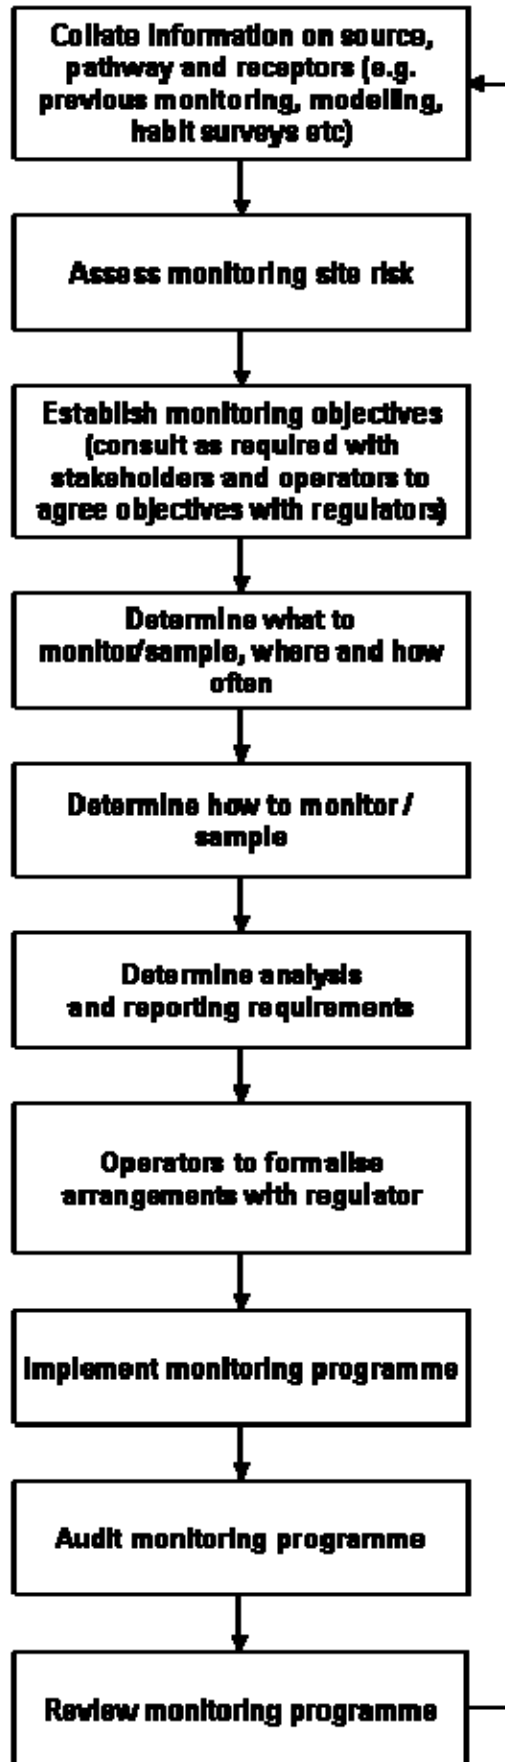 Collate information on source,
pathway and receptors (e.g.
previous monitoring, modelling,
habit surveys etc)
Assess monitoring site risk
Establish monitoring objectives
(consult as required with
stakeholders and operators to
agree objectives with regulators)
Determine what to
monitor/sample, where and how
often
Determine how to monitor /
sample
Determine analysis
and reporting requirements
Operators to formalise
arrangements with regulator
Implement monitoring programme
Audit monitoring programme
Review monitoring programme